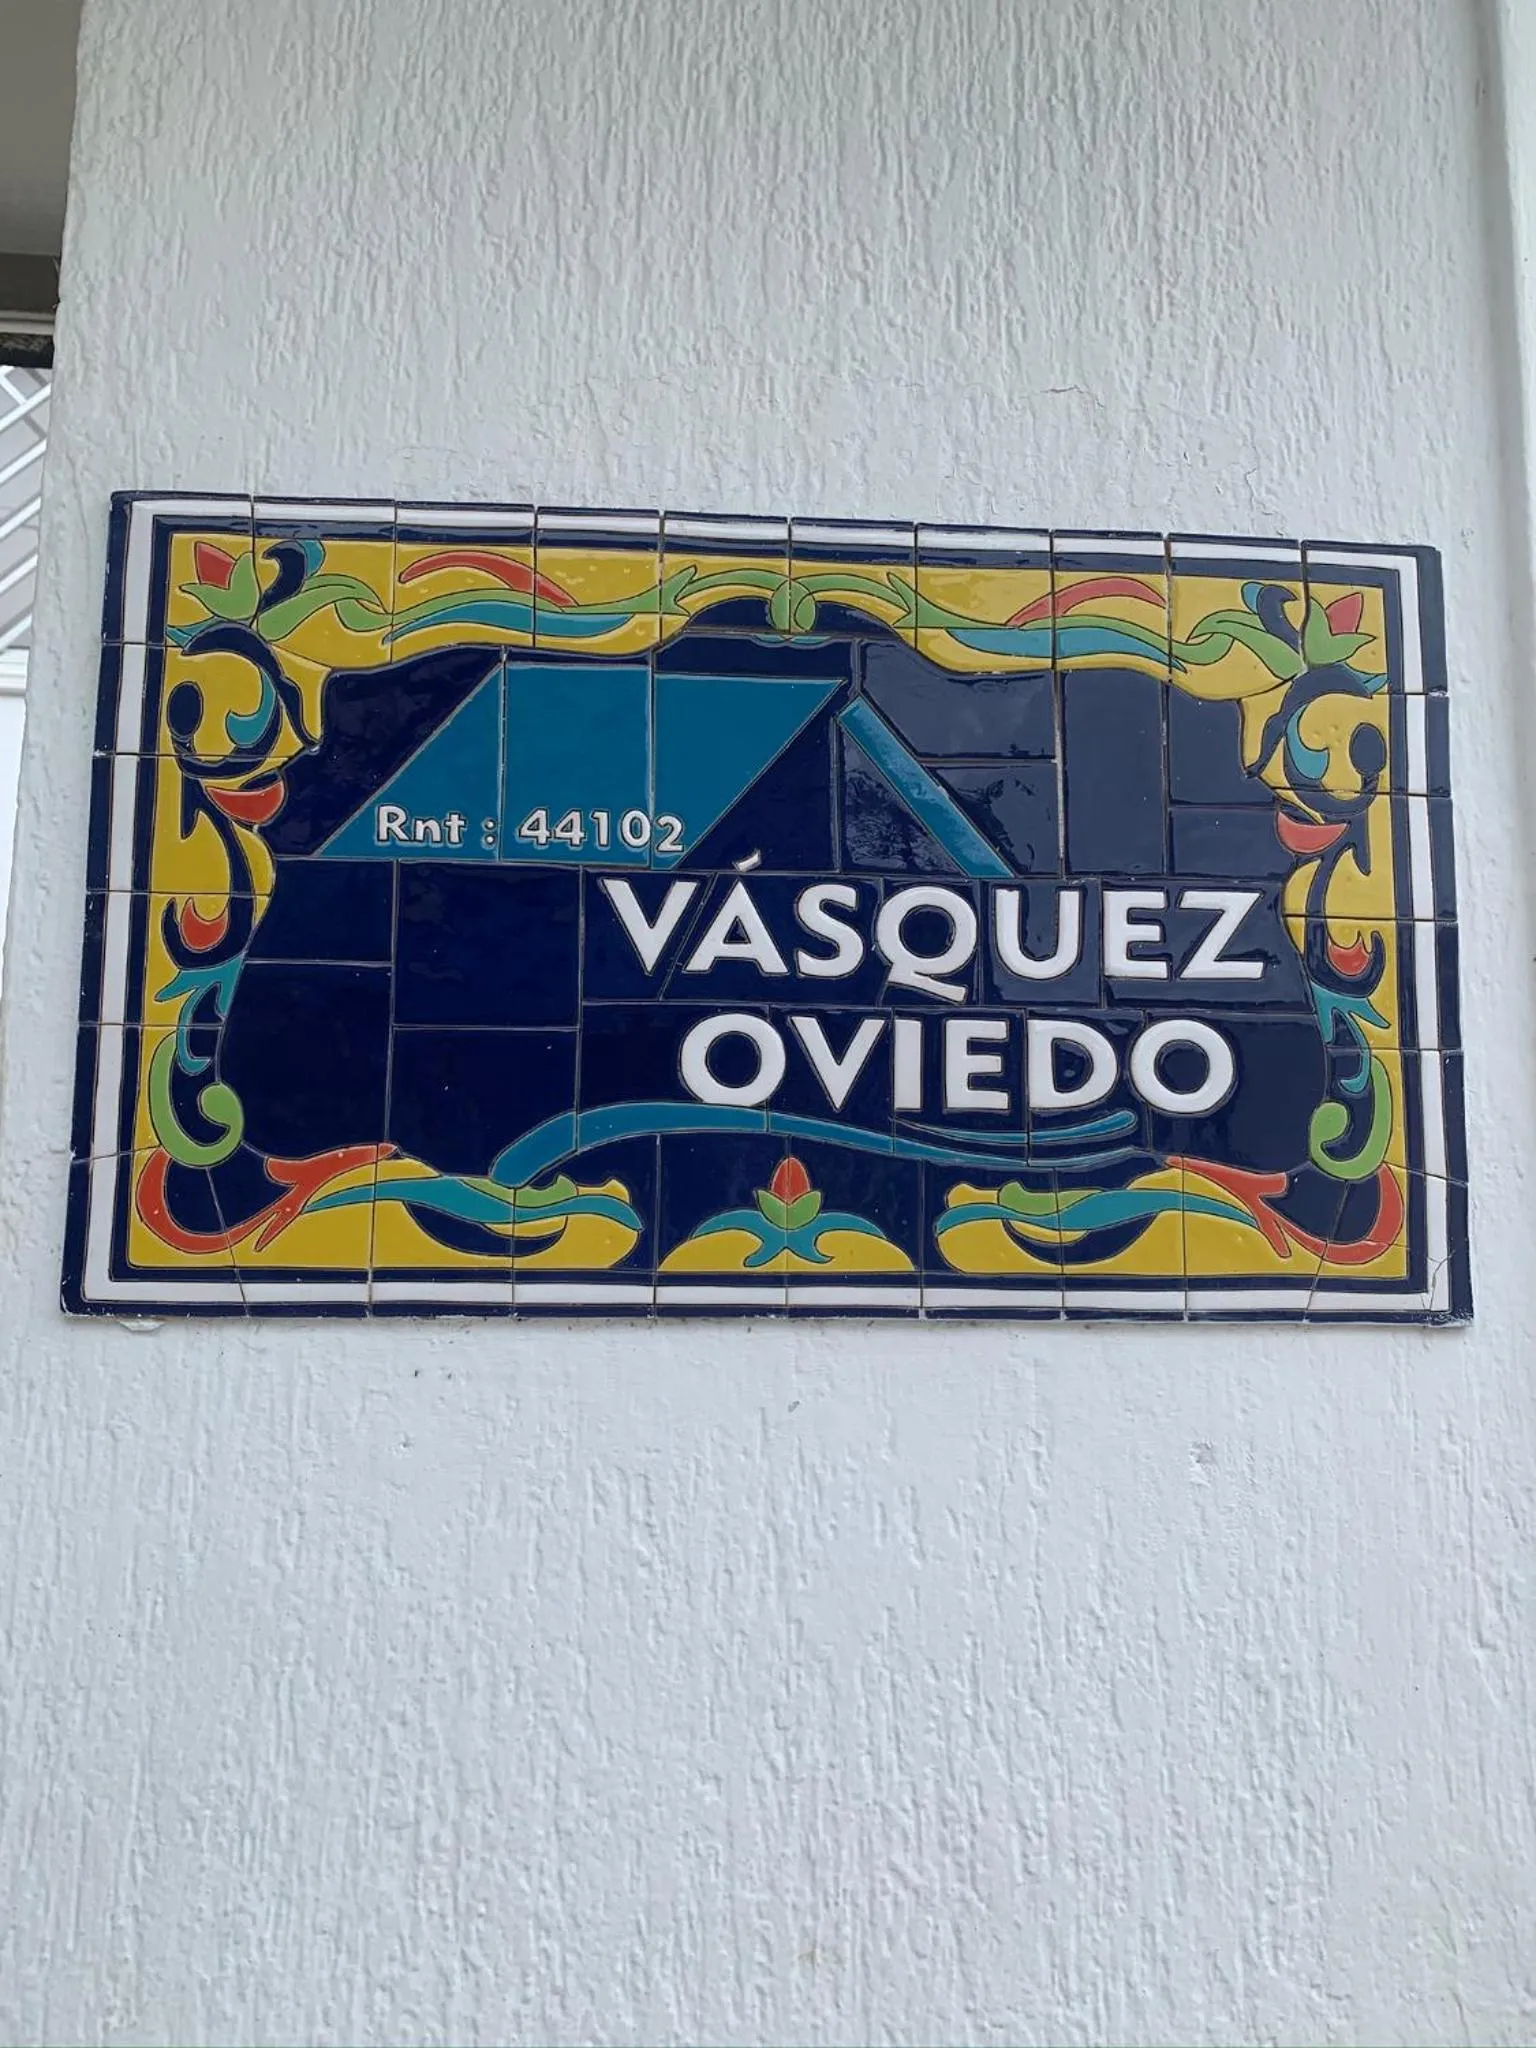 Rnt : 44102
VÁSQUEZ
OVIEDO